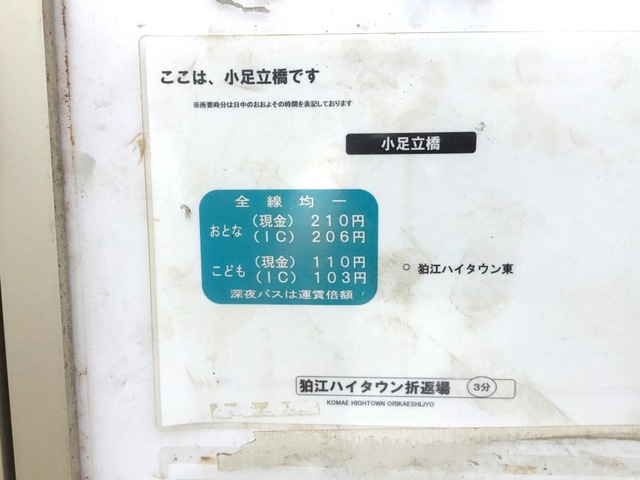 ここは、小足立橋です
※所要時分は日中のおおよその時間を表記しております
小足立橋
全線均一
おとな (現金) 210円
(IC) 206円
こども (現金) 110円
(IC) 103円
深夜バスは運賃倍額
狛江ハイタウン東
狛江ハイタウン折返場 3分
KOMAE HIGHTOWN ORIKAESHIJYO